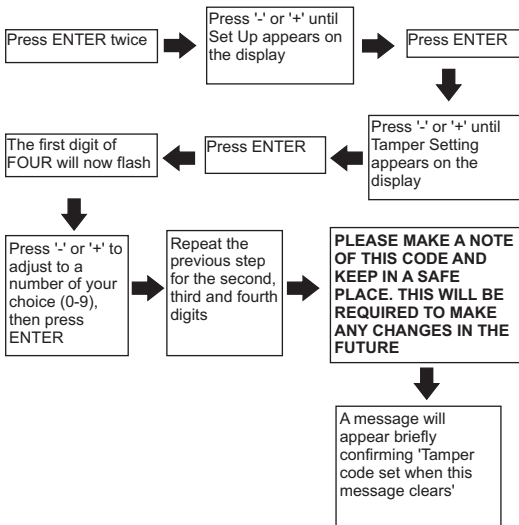 Press ENTER twice
Press '-' or '+' until
Set Up appears on
the display
Press ENTER
Press '-' or '+' until
Tamper Setting
appears on the
display
Press ENTER
The first digit of
FOUR will now flash
Press '-' or '+' to
adjust to a
number of your
choice (0-9),
then press
ENTER
Repeat the
previous step
for the second,
third and fourth
digits
PLEASE MAKE A NOTE
OF THIS CODE AND
KEEP IN A SAFE
PLACE. THIS WILL BE
REQUIRED TO MAKE
ANY CHANGES IN THE
FUTURE
A message will
appear briefly
confirming 'Tamper
code set when this
message clears'